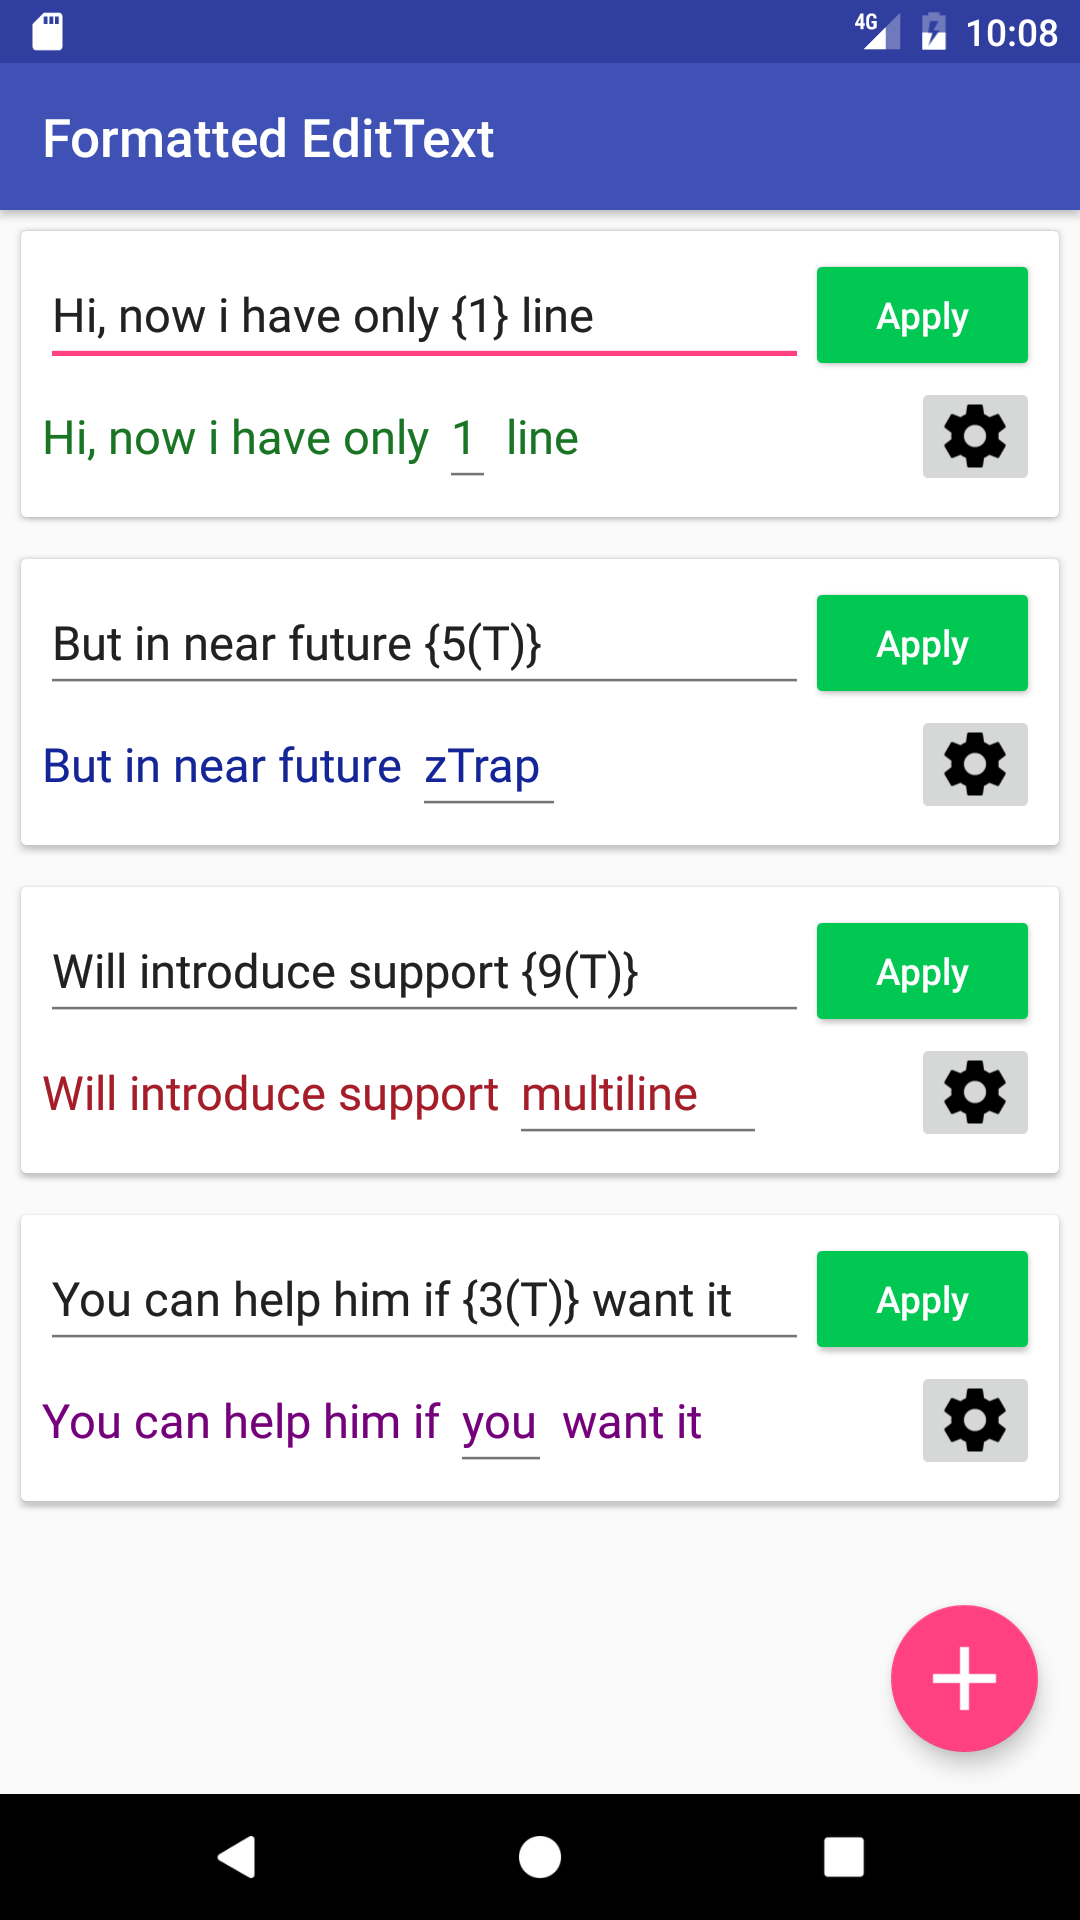 4G 10:08
Formatted EditText
Hi, now i have only {1} line
Apply
Hi, now i have only 1 line
But in near future {5(T)}
Apply
But in near future zTrap
Will introduce support {9(T)}
Apply
Will introduce support multiline
You can help him if {3(T)} want it
Apply
You can help him if you want it